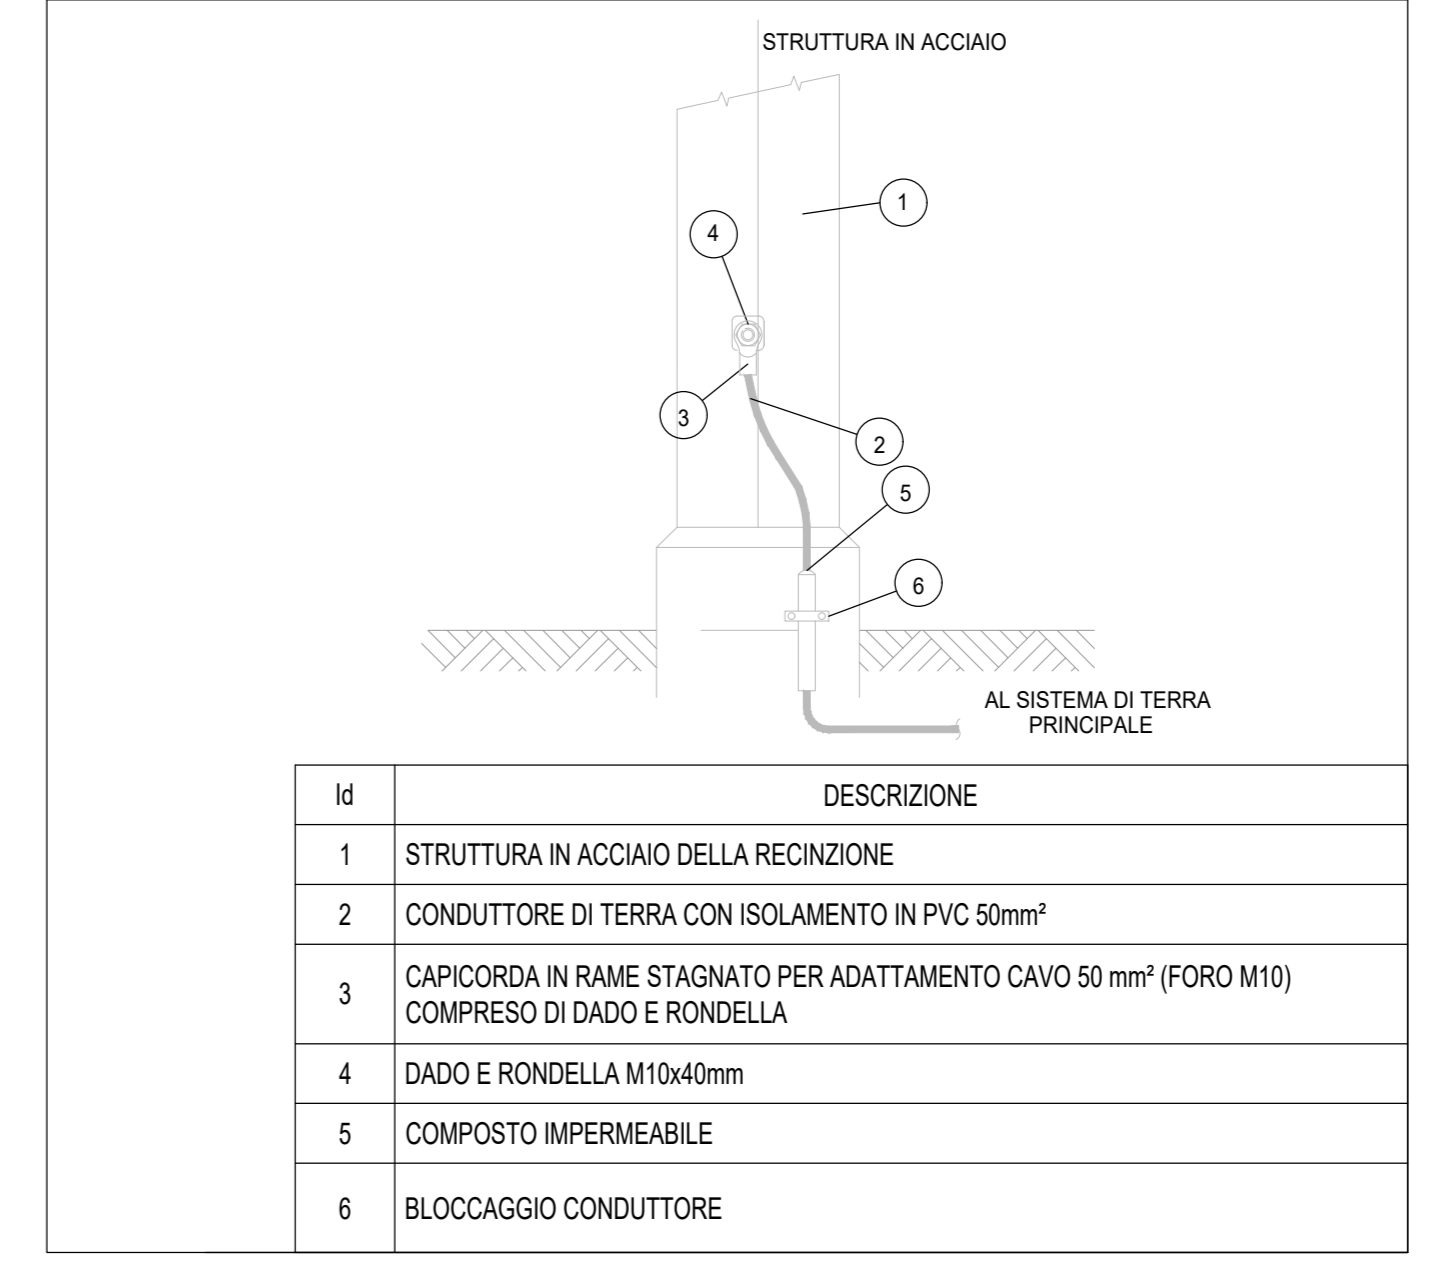 STRUTTURA IN ACCIAIO
1
4
3
2
5
6
AL SISTEMA DI TERRA
PRINCIPALE
Id DESCRIZIONE
1 STRUTTURA IN ACCIAIO DELLA RECINZIONE
2 CONDUTTORE DI TERRA CON ISOLAMENTO IN PVC 50mm²
3 CAPICORDA IN RAME STAGNATO PER ADATTAMENTO CAVO 50 mm² (FORO M10)
COMPRESO DI DADO E RONDELLA
4 DADO E RONDELLA M10x40mm
5 COMPOSTO IMPERMEABILE
6 BLOCCAGGIO CONDUTTORE